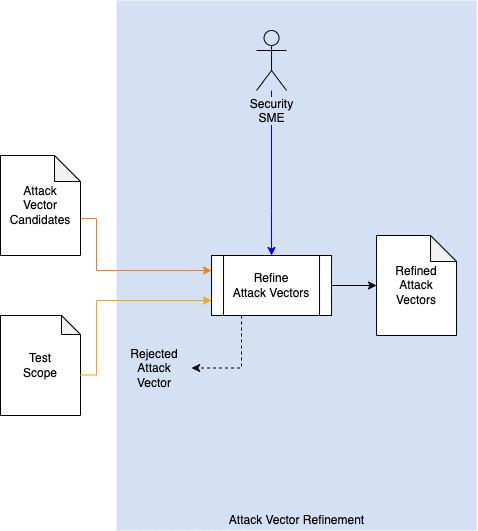 Security
SME
Attack
Vector
Candidates
Refine
Attack Vectors
Refined
Attack
Vectors
Test
Scope
Rejected
Attack
Vector
Attack Vector Refinement